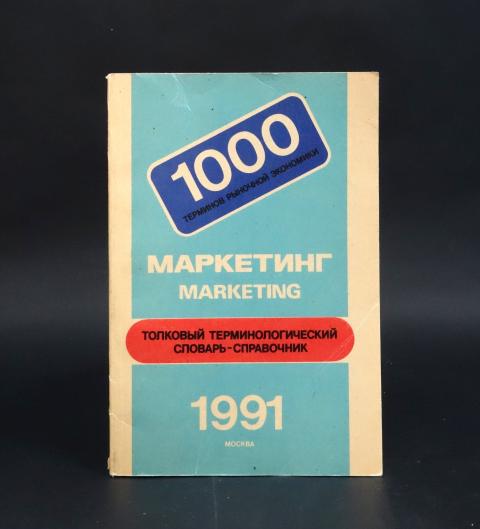 1000
ТЕРМИНОВ РЫНОЧНОЙ ЭКОНОМИКИ
МАРКЕТИНГ
MARKETING
ТОЛКОВЫЙ ТЕРМИНОЛОГИЧЕСКИЙ
СЛОВАРЬ-СПРАВОЧНИК
1991
МОСКВА